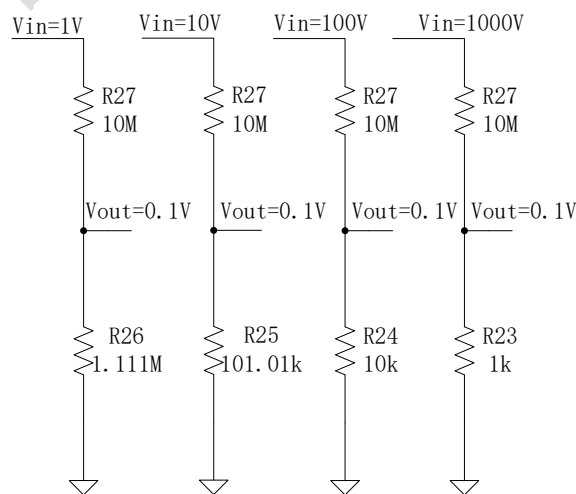 Vin=1V
Vin=10V
Vin=100V
Vin=1000V
R27
10M
R27
10M
R27
10M
R27
10M
Vout=0.1V
Vout=0.1V
Vout=0.1V
Vout=0.1V
R26
1.111M
R25
101.01k
R24
10k
R23
1k